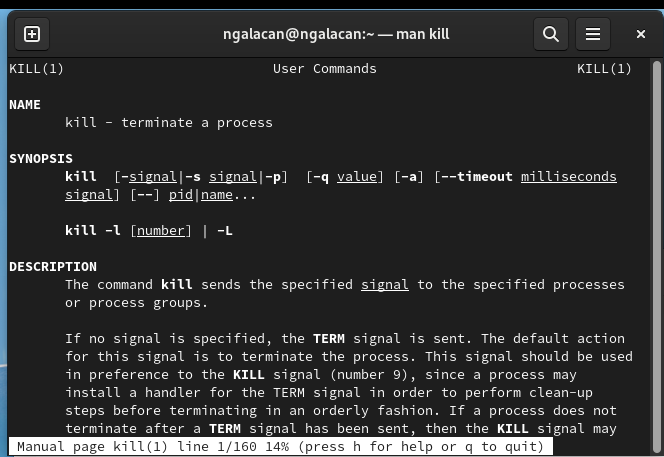 ngalacan@ngalacan:~ — man kill
KILL(1) User Commands KILL(1)
NAME
kill - terminate a process
SYNOPSIS
kill [-signal|-s signal|-p] [-q value] [-a] [--timeout milliseconds
signal] [--] pid|name...
kill -l [number] | -L
DESCRIPTION
The command kill sends the specified signal to the specified processes
or process groups.
If no signal is specified, the TERM signal is sent. The default action
for this signal is to terminate the process. This signal should be used
in preference to the KILL signal (number 9), since a process may
install a handler for the TERM signal in order to perform clean-up
steps before terminating in an orderly fashion. If a process does not
terminate after a TERM signal has been sent, then the KILL signal may
Manual page kill(1) line 1/160 14% (press h for help or q to quit)